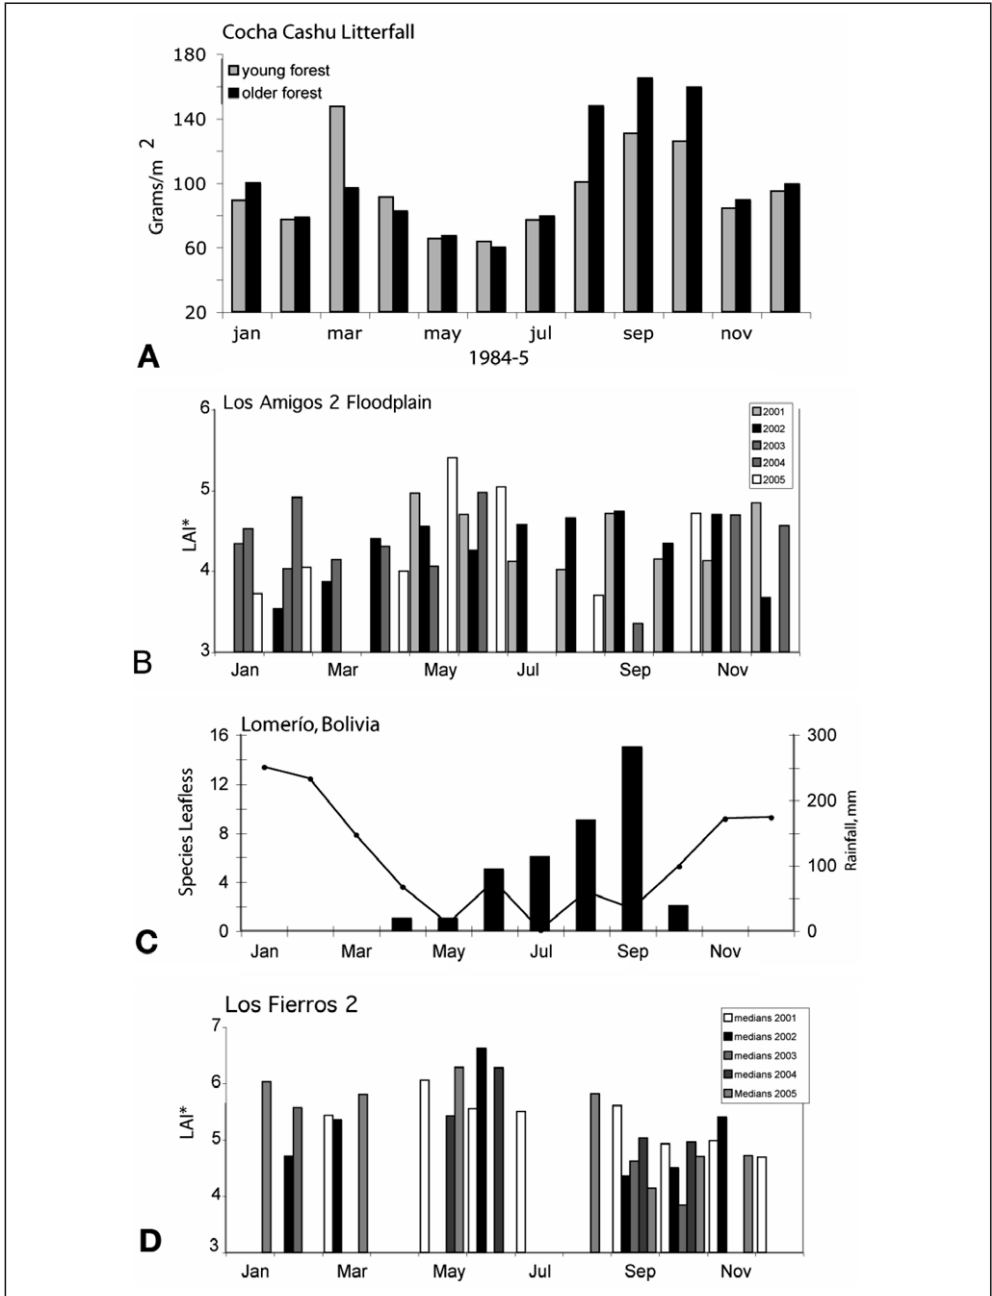 Cocha Cashu Litterfall
180
140
100
60
20
Grams/m 2
young forest
older forest
jan mar may jul sep nov
1984-5
A
Los Amigos 2 Floodplain
6
5
4
3
LAI*
2001
2002
2003
2004
2005
Jan Mar May Jul Sep Nov
B
Lomerío, Bolivia
16
12
8
4
0
Species Leafless
300
200
100
0
Rainfall, mm
Jan Mar May Jul Sep Nov
C
Los Fierros 2
7
6
5
4
3
LAI*
medians 2001
medians 2002
medians 2003
medians 2004
Medians 2005
Jan Mar May Jul Sep Nov
D